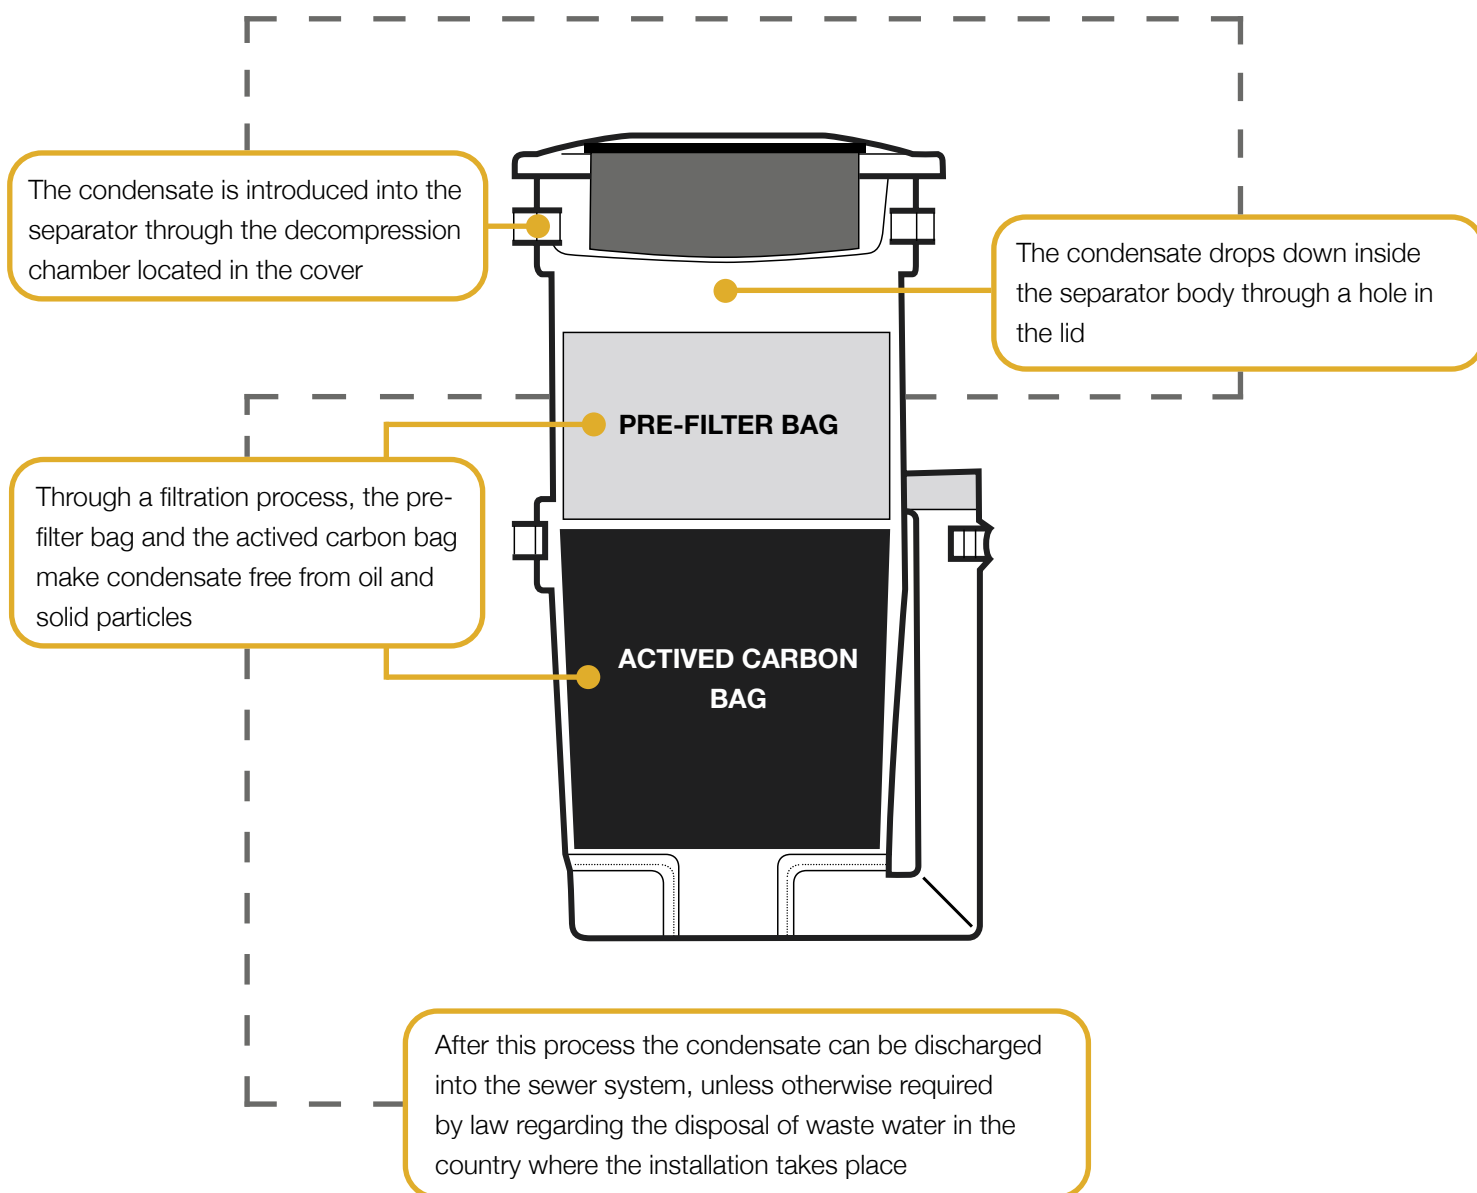 The condensate is introduced into the
separator through the decompression
chamber located in the cover
The condensate drops down inside
the separator body through a hole in
the lid
PRE-FILTER BAG
Through a filtration process, the pre-
filter bag and the actived carbon bag
make condensate free from oil and
solid particles
ACTIVED CARBON
BAG
After this process the condensate can be discharged
into the sewer system, unless otherwise required
by law regarding the disposal of waste water in the
country where the installation takes place